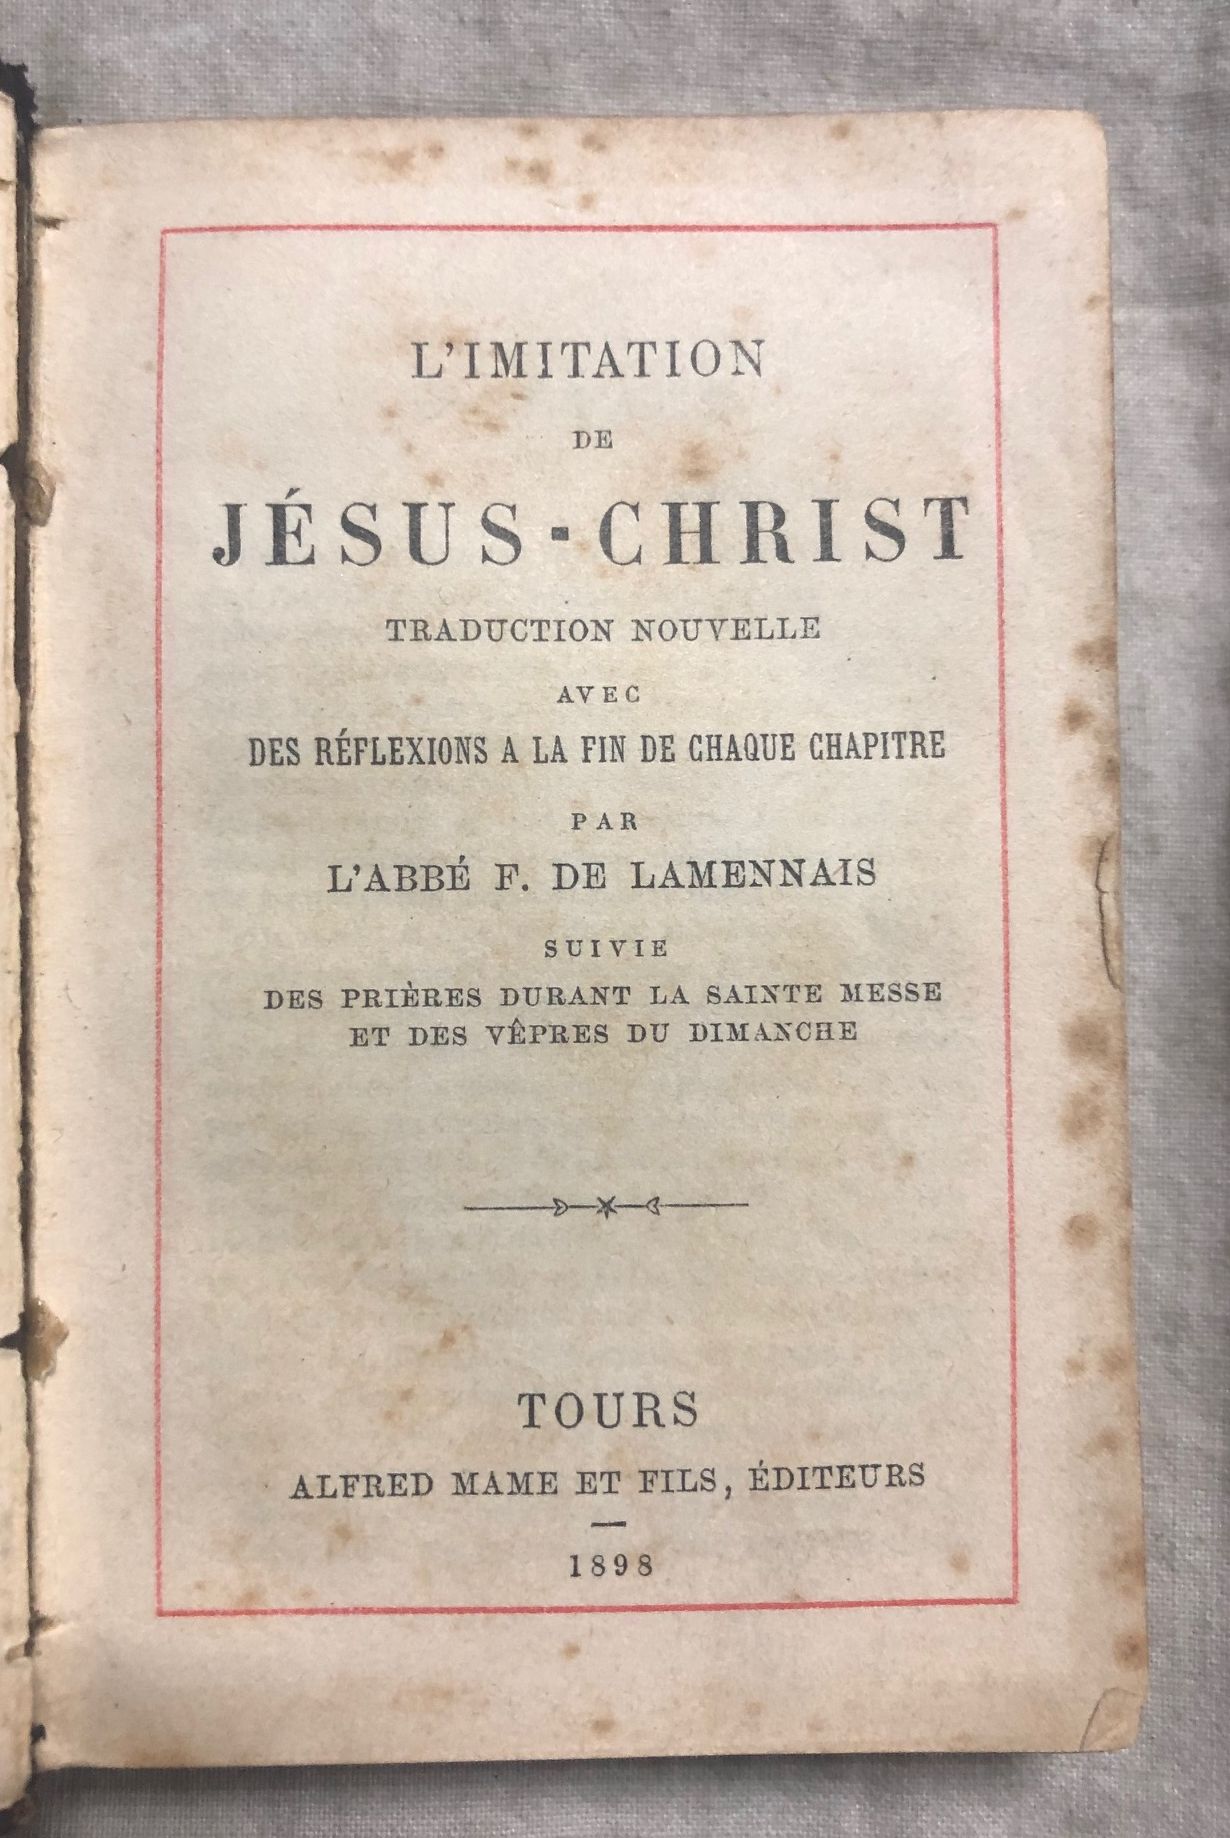 L'IMITATION
DE
JÉSUS-CHRIST
TRADUCTION NOUVELLE
AVEC
DES RÉFLEXIONS A LA FIN DE CHAQUE CHAPITRE
PAR
L'ABBÉ F. DE LAMENNAIS
SUIVIE
DES PRIÈRES DURANT LA SAINTE MESSE
ET DES VÊPRES DU DIMANCHE
TOURS
ALFRED MAME ET FILS, ÉDITEURS
1898